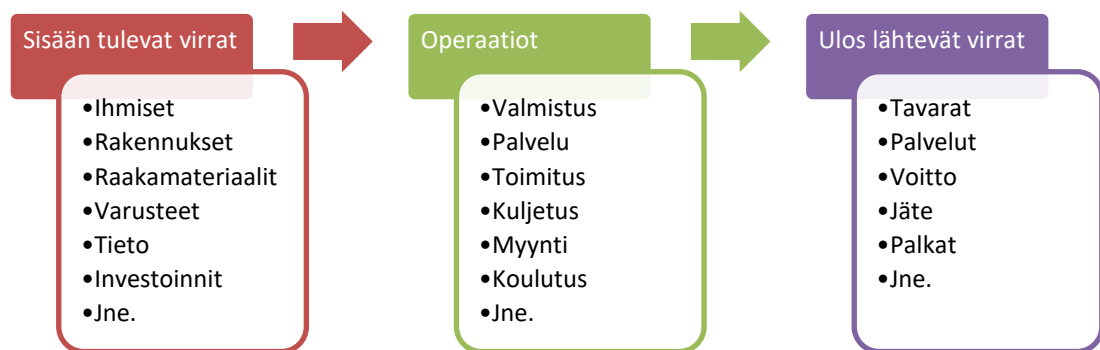 Sisään tulevat virrat
•Ihmiset
•Rakennukset
•Raakamateriaalit
•Varusteet
•Tieto
•Investoinnit
•Jne.
Operaatiot
•Valmistus
•Palvelu
•Toimitus
•Kuljetus
•Myynti
•Koulutus
•Jne.
Ulos lähtevät virrat
•Tavarat
•Palvelut
•Voitto
•Jäte
•Palkat
•Jne.